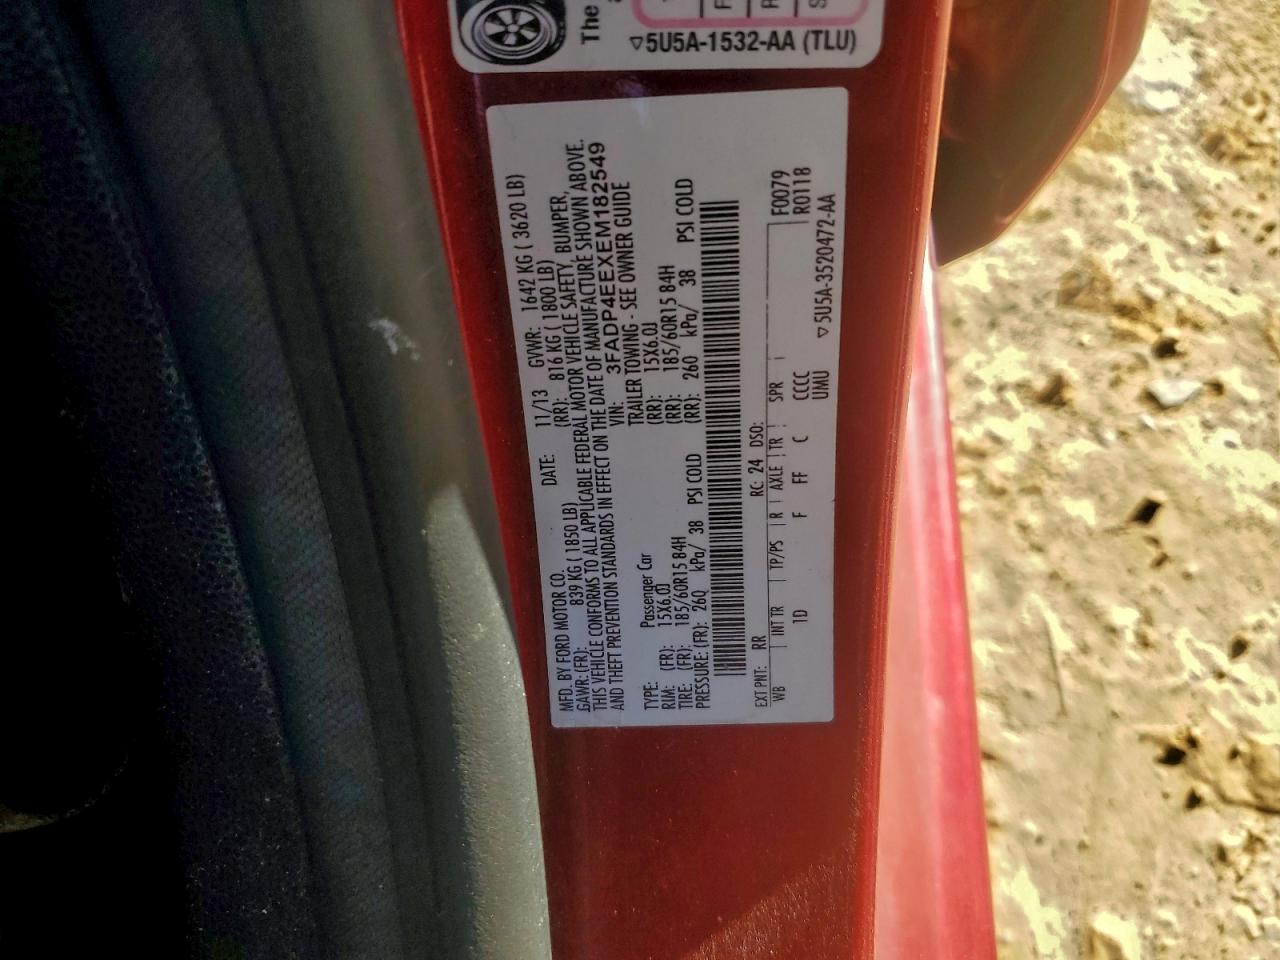 The
▽5U5A-1532-AA (TLU)
MFD. BY FORD MOTOR CO.
DATE: 11/13 GVWR: 1642 KG ( 3620 LB)
GAWR: (FR): 839 KG ( 1850 LB) (RR): 816 KG ( 1800 LB)
THIS VEHICLE CONFORMS TO ALL APPLICABLE FEDERAL MOTOR VEHICLE SAFETY, BUMPER,
AND THEFT PREVENTION STANDARDS IN EFFECT ON THE DATE OF MANUFACTURE SHOWN ABOVE.
VIN: 3FADP4EEXEM182549
TYPE: Passenger Car TRAILER TOWING - SEE OWNER GUIDE
RIM: (FR): 15X6.0J (RR): 15X6.0J
TIRE: (FR): 185/60R15 84H (RR): 185/60R15 84H
PRESSURE: (FR): 260 kPa/ 38 PSI COLD (RR): 260 kPa/ 38 PSI COLD
EXT PNT: RR RC: 24 DSO: F0079
WB INT TR TP/PS R AXLE TR SPR R0118
1D F FF C CCCC
UMU
▽5U5A-3520472-AA